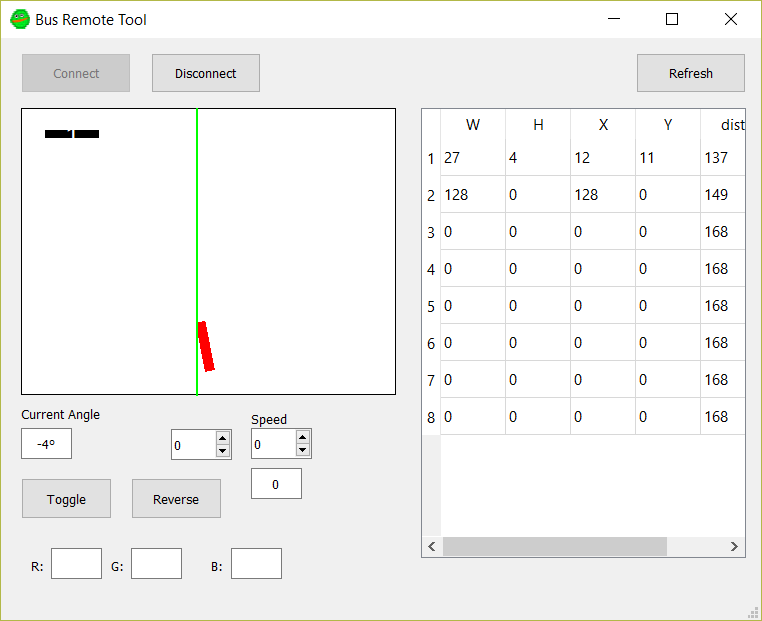 Bus Remote Tool
Connect Disconnect Refresh
W H X Y dist
1 27 4 12 11 137
2 128 0 128 0 149
3 0 0 0 0 168
4 0 0 0 0 168
5 0 0 0 0 168
6 0 0 0 0 168
7 0 0 0 0 168
8 0 0 0 0 168
Current Angle
Speed
-4° 0 0
0
Toggle Reverse
R: G: B: